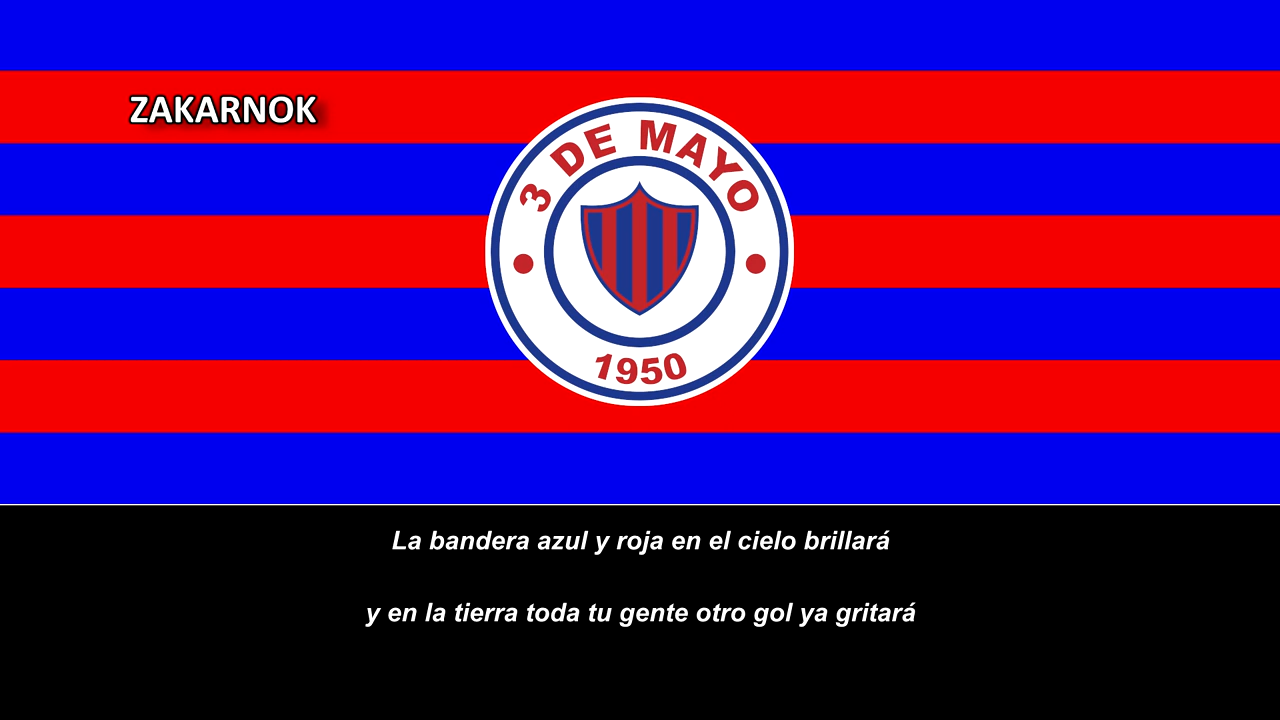 ZAKARNOK
3 DE MAYO
1950
La bandera azul y roja en el cielo brillará
y en la tierra toda tu gente otro gol ya gritará